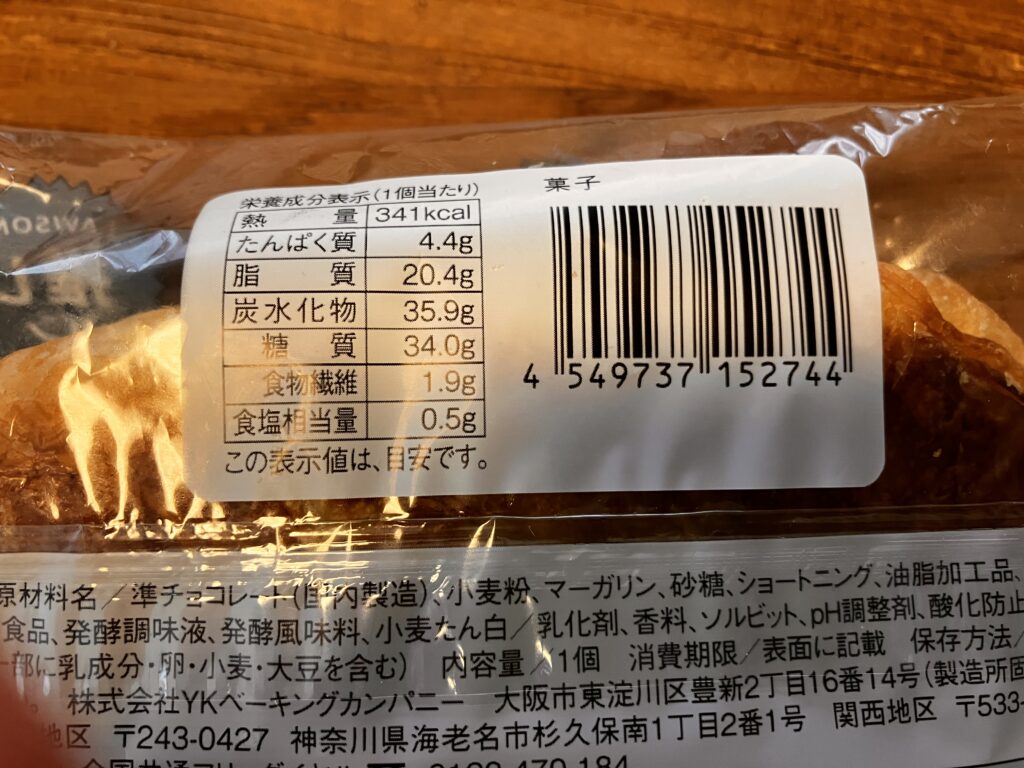 栄養成分表示(1個当たり)
熱量 341kcal
たんぱく質 4.4g
脂質 20.4g
炭水化物 35.9g
糖質 34.0g
食物繊維 1.9g
食塩相当量 0.5g
この表示値は、目安です。
菓子
4 549737 152744
原材料名/準チョコレート(国内製造)、小麦粉、マーガリン、砂糖、ショートニング、油脂加工品、
食品、発酵調味液、発酵風味料、小麦たん白/乳化剤、香料、ソルビット、pH調整剤、酸化防止
一部に乳成分・卵・小麦・大豆を含む) 内容量/1個 消費期限/表面に記載 保存方法/
株式会社YKベーキングカンパニー 大阪市東淀川区豊新2丁目16番14号(製造所固
地区 〒243-0427 神奈川県海老名市杉久保南1丁目2番1号 関西地区 〒533-
0120-470-184